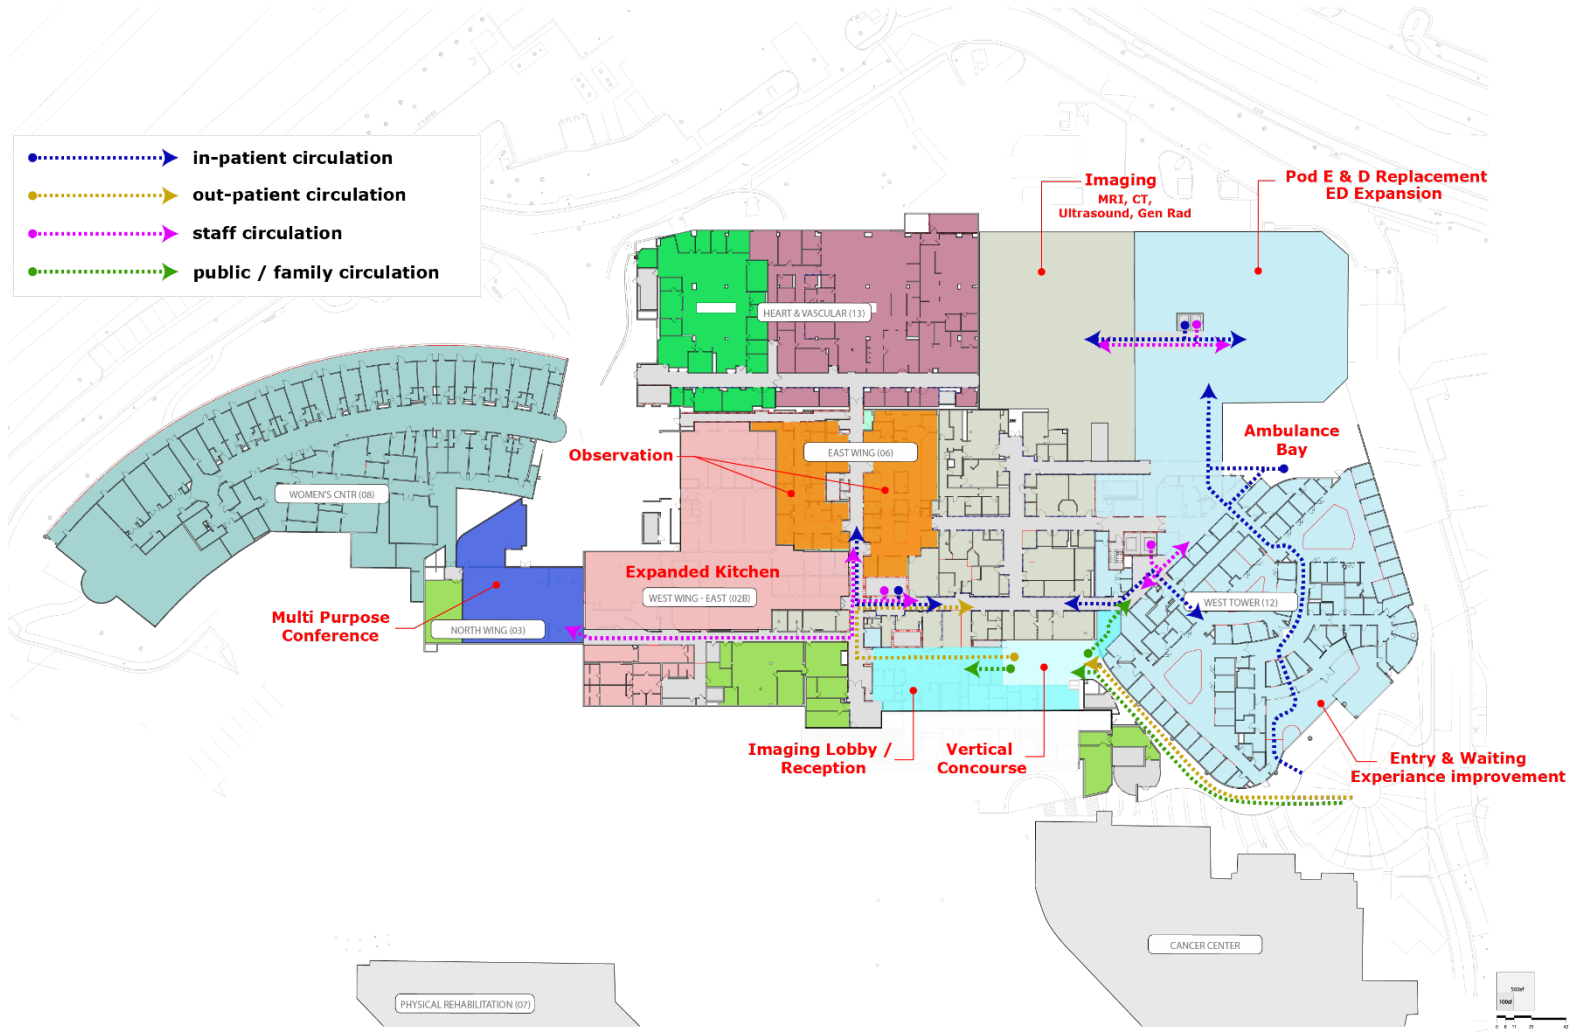 in-patient circulation
out-patient circulation
staff circulation
public / family circulation
Imaging
MRI, CT,
Ultrasound, Gen Rad
Pod E & D Replacement
ED Expansion
HEART & VASCULAR (13)
Ambulance
Bay
Observation
EAST WING (06)
WOMEN'S CNTR (08)
Expanded Kitchen
WEST WING - EAST (02B)
WEST TOWER (12)
Multi Purpose
Conference
NORTH WING (03)
Imaging Lobby /
Reception
Vertical
Concourse
Entry & Waiting
Experiance improvement
CANCER CENTER
PHYSICAL REHABILITATION (07)
500sf
100sf